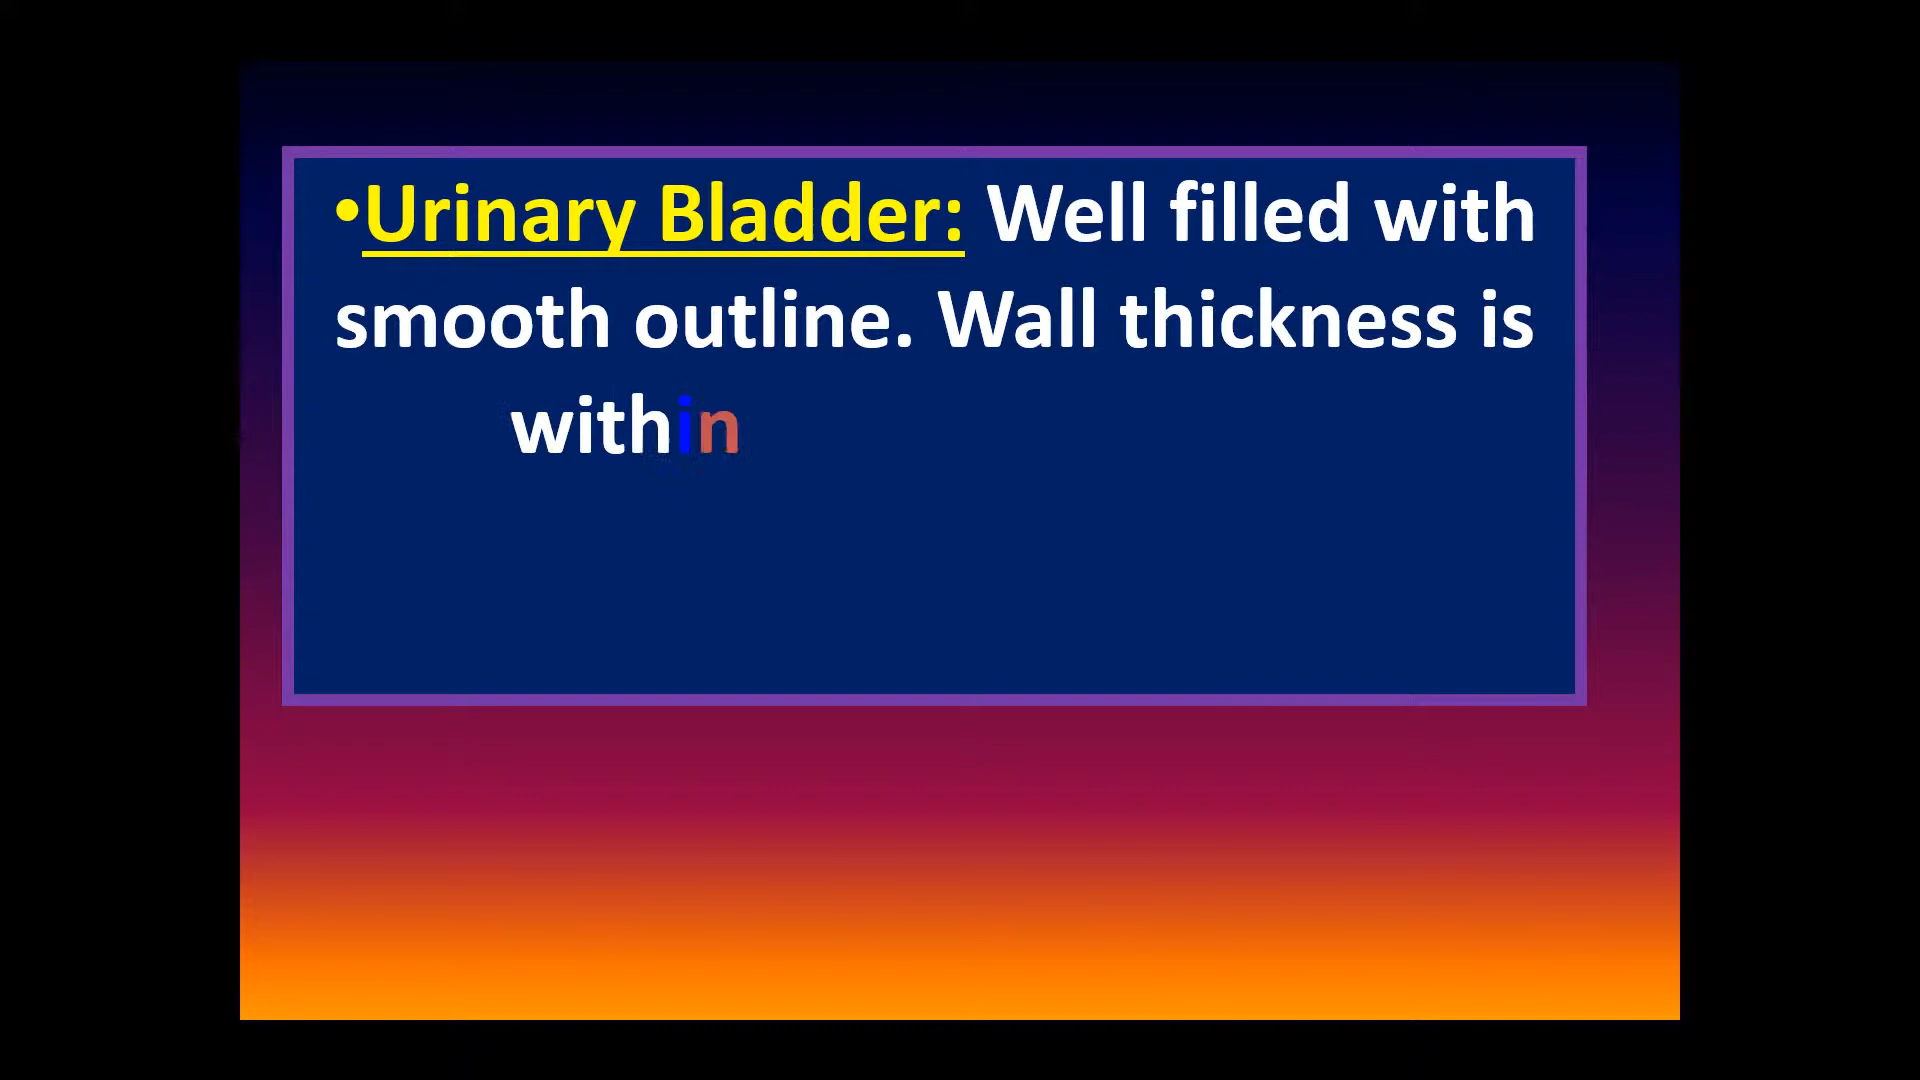 •Urinary Bladder: Well filled with
smooth outline. Wall thickness is
within